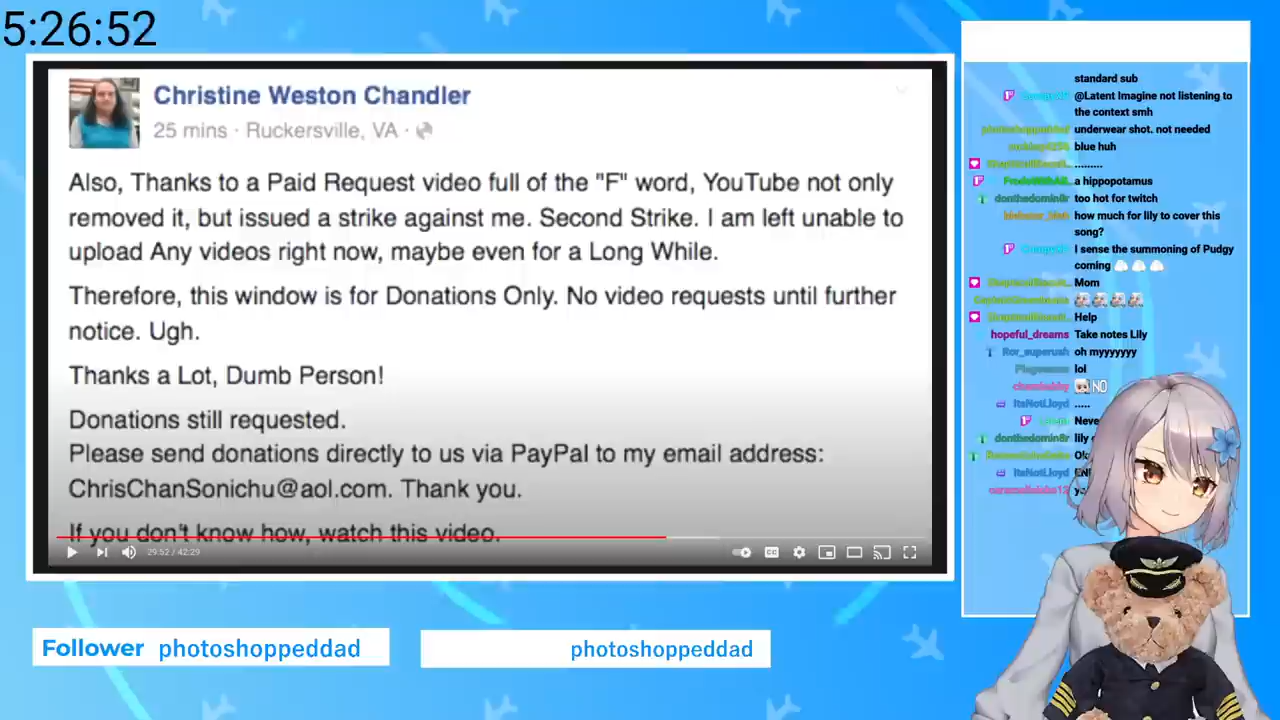 5:26:52
Christine Weston Chandler
25 mins · Ruckersville, VA ·
Also, Thanks to a Paid Request video full of the "F" word, YouTube not only
removed it, but issued a strike against me. Second Strike. I am left unable to
upload Any videos right now, maybe even for a Long While.
Therefore, this window is for Donations Only. No video requests until further
notice. Ugh.
Thanks a Lot, Dumb Person!
Donations still requested.
Please send donations directly to us via PayPal to my email address:
ChrisChanSonichu@aol.com. Thank you.
If you don't know how, watch this video.
29:52 / 42:29
Follower photoshoppeddad
photoshoppeddad
standard sub
@Latent Imagine not listening to
the context smh
photoshoppeddad underwear shot. not needed
blue huh
.........
a hippopotamus
donthedomin8r too hot for twitch
how much for lily to cover this
song?
I sense the summoning of Pudgy
coming
Mom
Help
hopeful_dreams Take notes Lily
Ror_superush oh myyyyyy
lol
NO
ItsNotLloyd .....
Neve
donthedomin8r lily
ItsNotLloyd